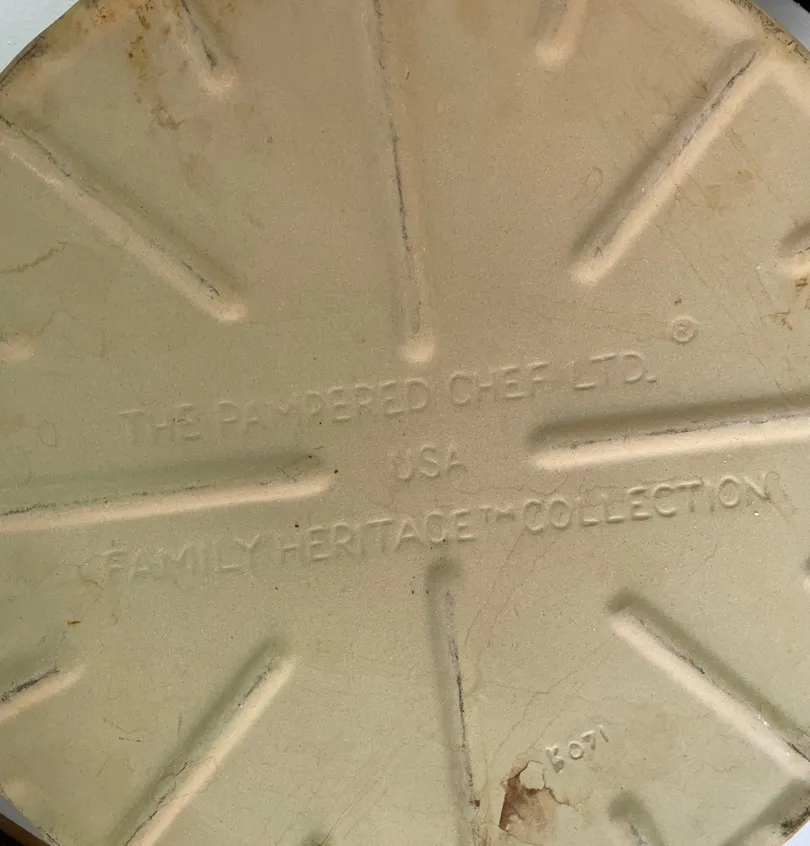 ®
THE PAMPERED CHEF LTD.
USA
FAMILY HERITAGE™ COLLECTION